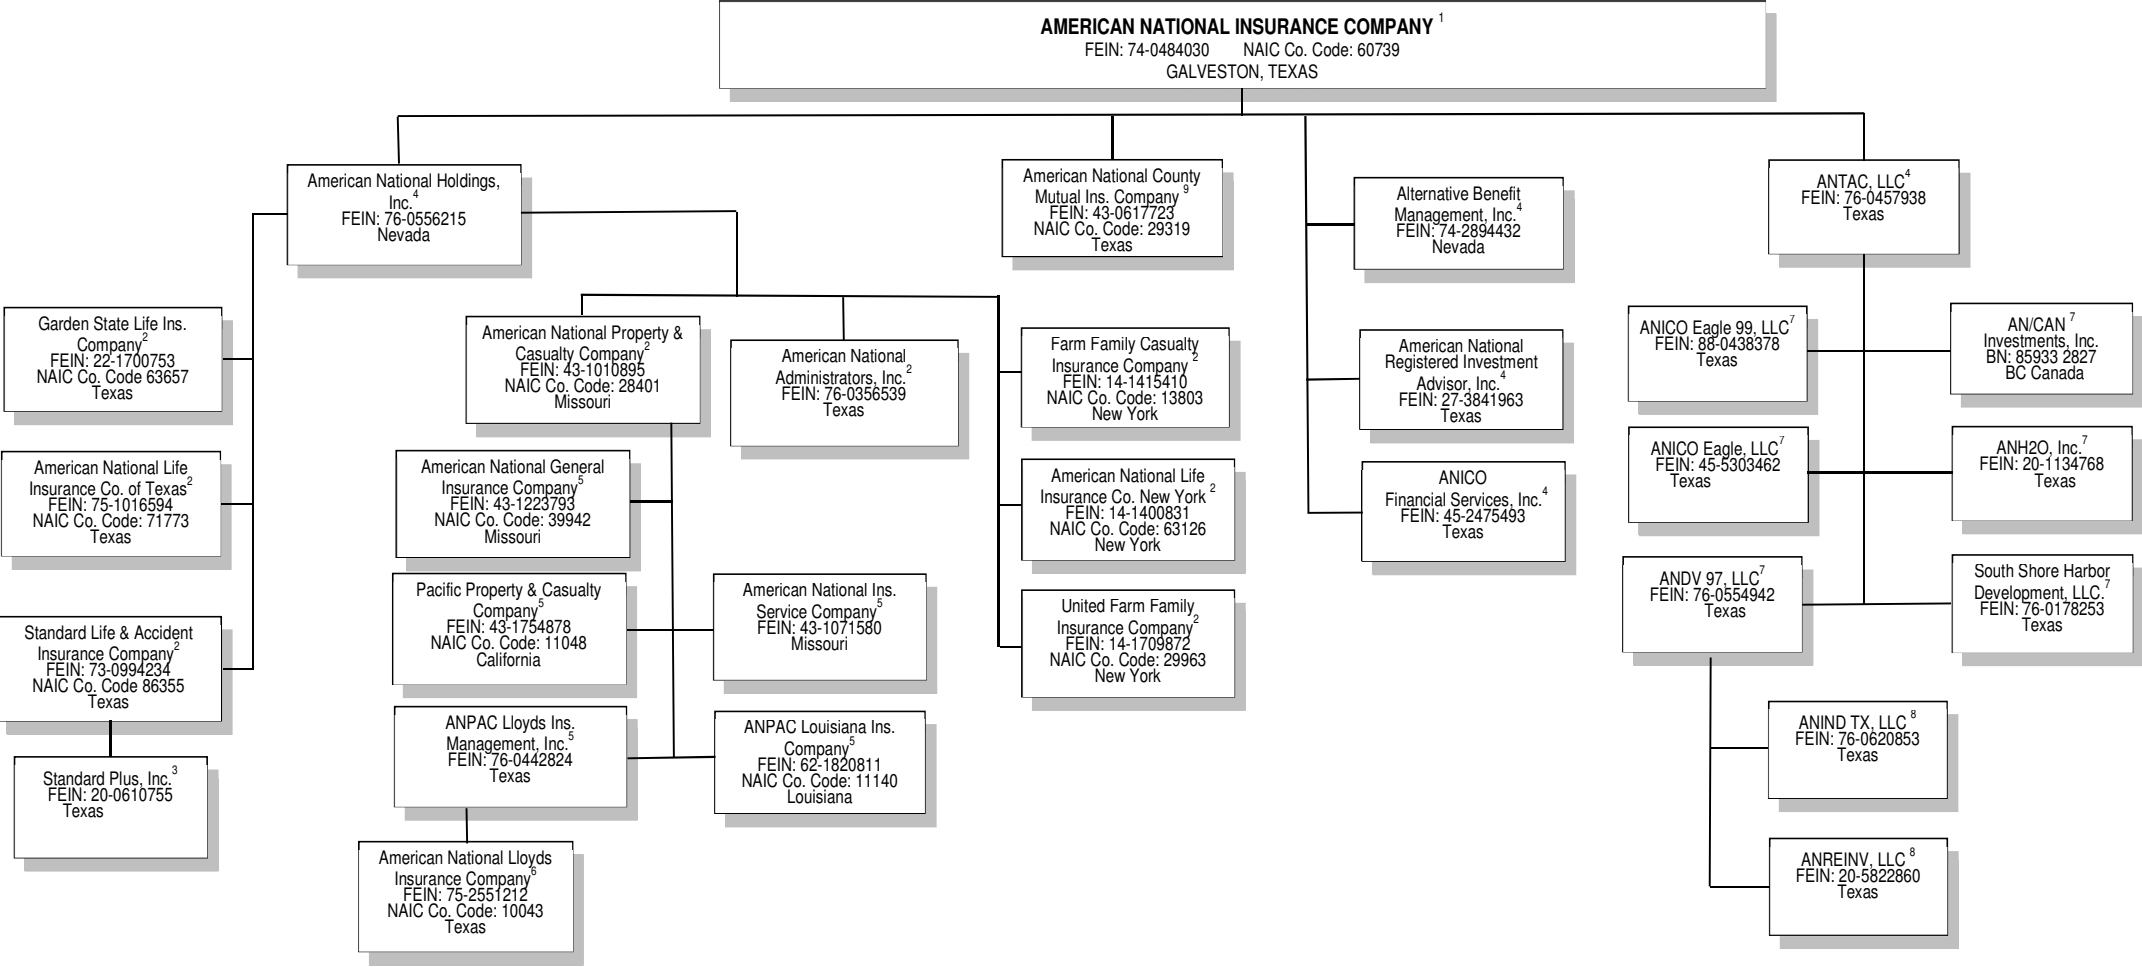 AMERICAN NATIONAL INSURANCE COMPANY 1
FEIN: 74-0484030 NAIC Co. Code: 60739
GALVESTON, TEXAS
American National Holdings,
Inc.4
FEIN: 76-0556215
Nevada
American National County
Mutual Ins. Company 9
FEIN: 43-0617723
NAIC Co. Code: 29319
Texas
Alternative Benefit
Management, Inc.4
FEIN: 74-2894432
Nevada
ANTAC, LLC4
FEIN: 76-0457938
Texas
Garden State Life Ins.
Company2
FEIN: 22-1700753
NAIC Co. Code 63657
Texas
American National Property &
Casualty Company2
FEIN: 43-1010895
NAIC Co. Code: 28401
Missouri
American National
Administrators, Inc.2
FEIN: 76-0356539
Texas
Farm Family Casualty
Insurance Company2
FEIN: 14-1415410
NAIC Co. Code: 13803
New York
American National
Registered Investment
Advisor, Inc.4
FEIN: 27-3841963
Texas
ANICO Eagle 99, LLC7
FEIN: 88-0438378
Texas
AN/CAN 7
Investments, Inc.
BN: 85933 2827
BC Canada
American National Life
Insurance Co. of Texas2
FEIN: 75-1016594
NAIC Co. Code: 71773
Texas
American National General
Insurance Company5
FEIN: 43-1223793
NAIC Co. Code: 39942
Missouri
American National Life
Insurance Co. New York 2
FEIN: 14-1400831
NAIC Co. Code: 63126
New York
ANICO
Financial Services, Inc.4
FEIN: 45-2475493
Texas
ANICO Eagle, LLC7
FEIN: 45-5303462
Texas
ANH2O, Inc.7
FEIN: 20-1134768
Texas
Standard Life & Accident
Insurance Company2
FEIN: 73-0994234
NAIC Co. Code 86355
Texas
Pacific Property & Casualty
Company5
FEIN: 43-1754878
NAIC Co. Code: 11048
California
American National Ins.
Service Company5
FEIN: 43-1071580
Missouri
United Farm Family
Insurance Company2
FEIN: 14-1709872
NAIC Co. Code: 29963
New York
ANDV 97, LLC7
FEIN: 76-0554942
Texas
South Shore Harbor
Development, LLC.7
FEIN: 76-0178253
Texas
Standard Plus, Inc.3
FEIN: 20-0610755
Texas
ANPAC Lloyds Ins.
Management, Inc.5
FEIN: 76-0442824
Texas
ANPAC Louisiana Ins.
Company5
FEIN: 62-1820811
NAIC Co. Code: 11140
Louisiana
ANIND TX, LLC 8
FEIN: 76-0620853
Texas
American National Lloyds
Insurance Company6
FEIN: 75-2551212
NAIC Co. Code: 10043
Texas
ANREINV, LLC 8
FEIN: 20-5822860
Texas